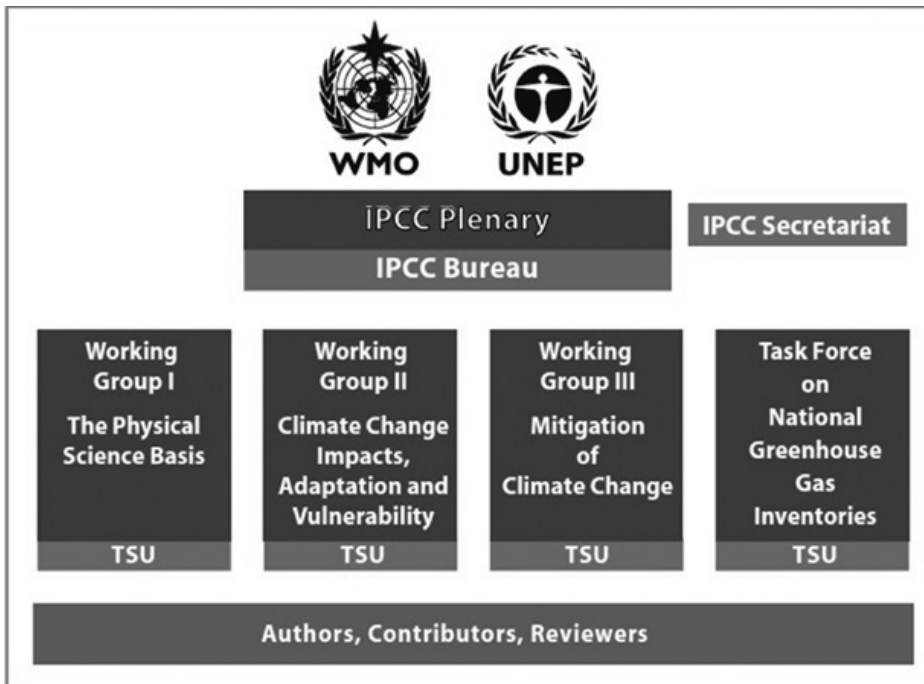 WMO
UNEP
IPCC Plenary
IPCC Bureau
IPCC Secretariat
Working
Group I
The Physical
Science Basis
TSU
Working
Group II
Climate Change
Impacts,
Adaptation and
Vulnerability
TSU
Working
Group III
Mitigation
of
Climate Change
TSU
Task Force
on
National
Greenhouse
Gas
Inventories
TSU
Authors, Contributors, Reviewers